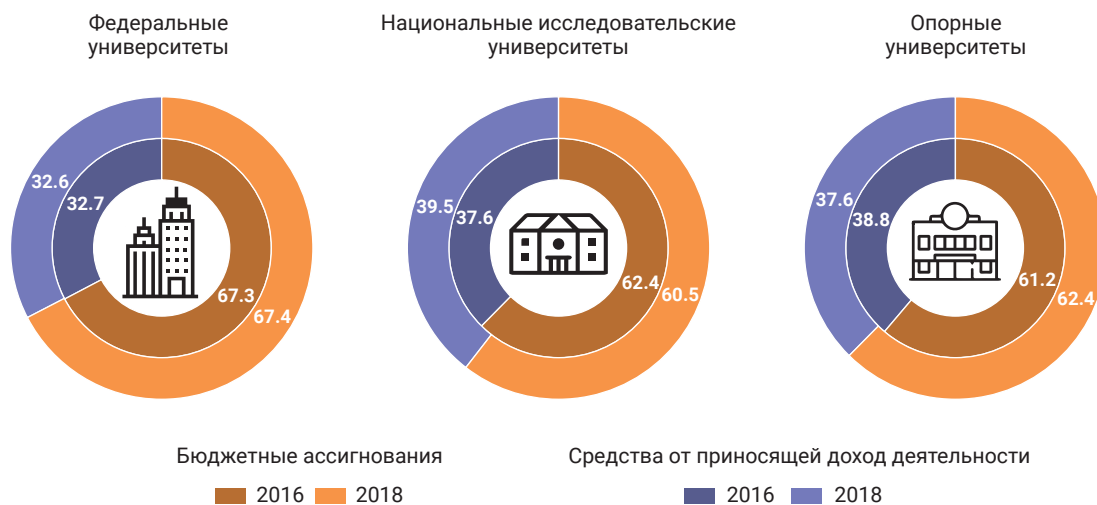 Федеральные
университеты
Национальные исследовательские
университеты
Опорные
университеты
32.6
32.7
67.3
67.4
39.5
37.6
62.4
60.5
37.6
38.8
61.2
62.4
Бюджетные ассигнования
2016 2018
Средства от приносящей доход деятельности
2016 2018